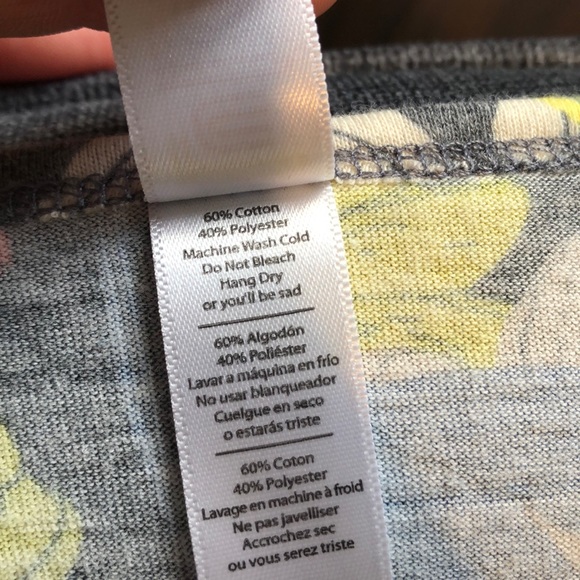 60% Cotton
40% Polyester
Machine Wash Cold
Do Not Bleach
Hang Dry
or you'll be sad
60% Algodón
40% Poliéster
Lavar a máquina en frío
No usar blanqueador
Cuelgue en seco
o estarás triste
60% Coton
40% Polyester
Lavage en machine à froid
Ne pas javelliser
Accrochez sec
ou vous serez triste